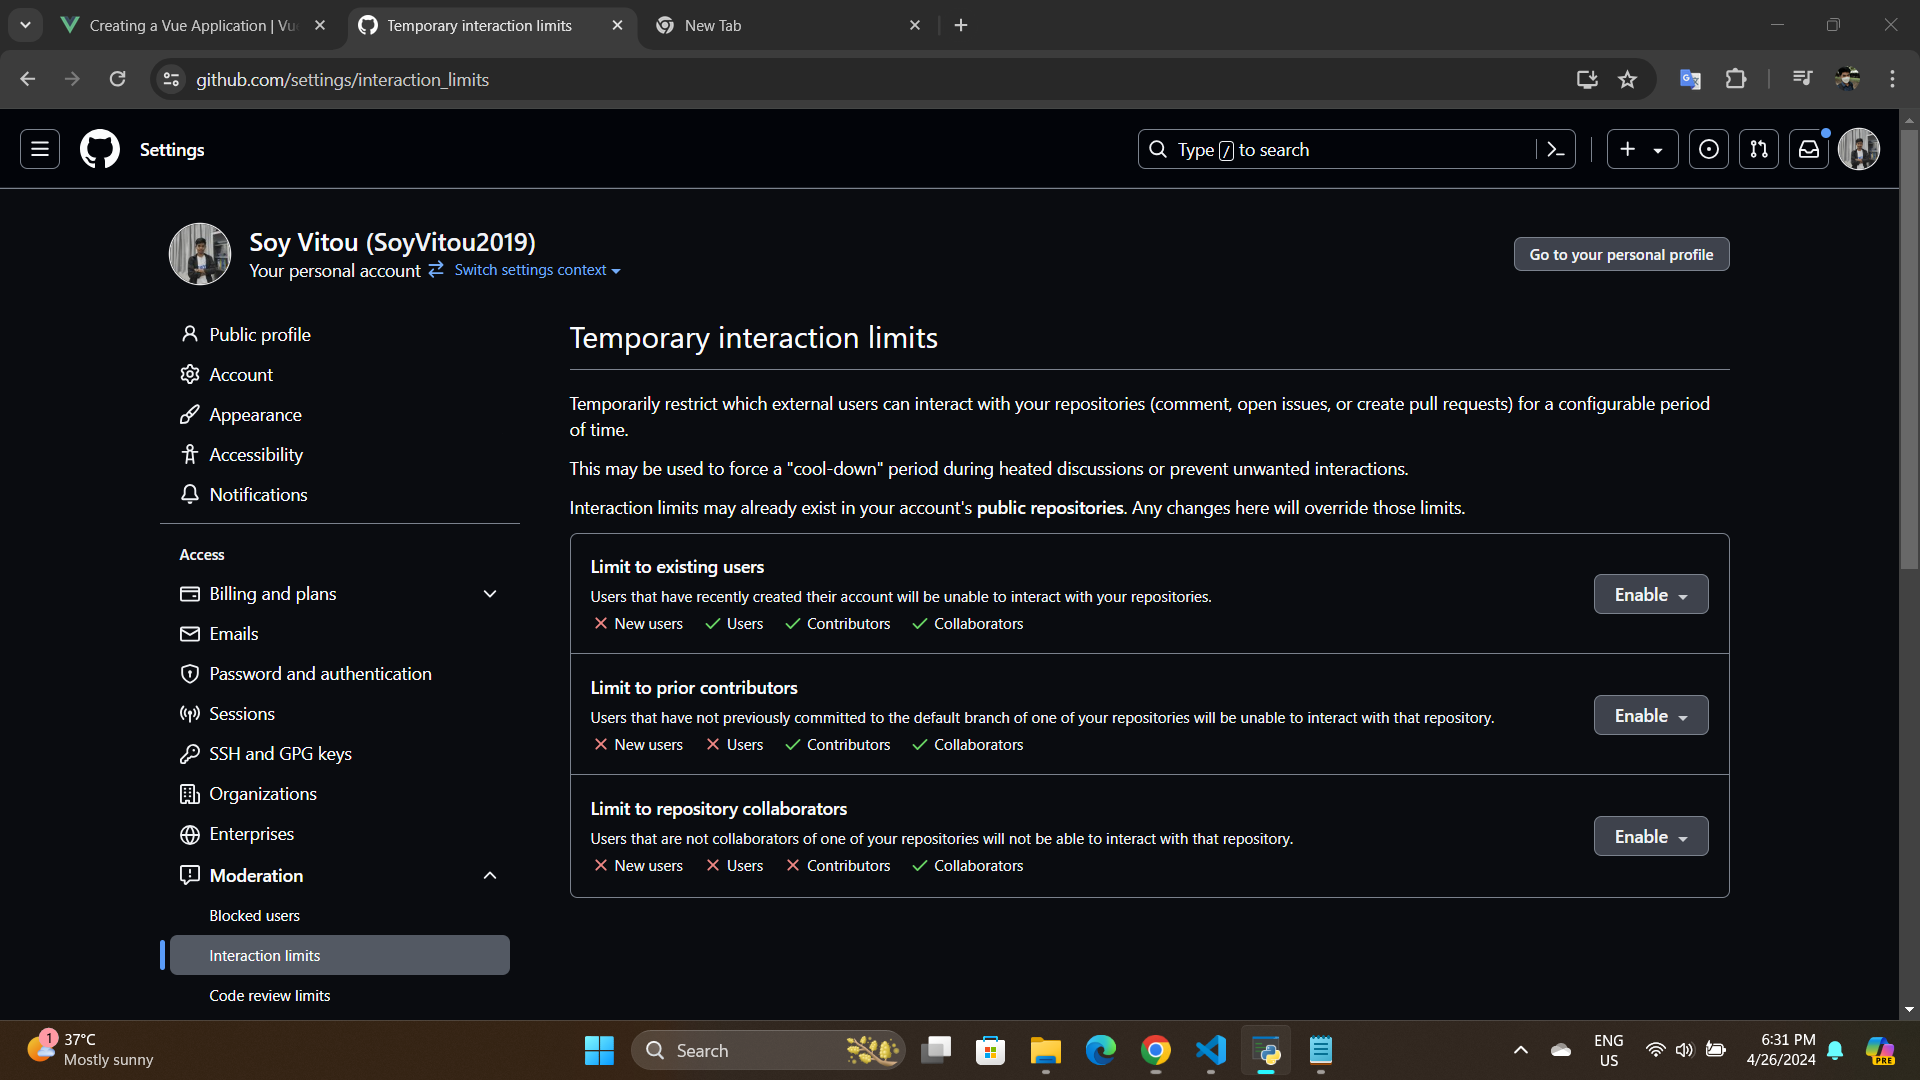 Creating a Vue Application | Vu
Temporary interaction limits
New Tab
github.com/settings/interaction_limits
Settings
Type / to search
Soy Vitou (SoyVitou2019)
Your personal account
Switch settings context
Go to your personal profile
Public profile
Account
Appearance
Accessibility
Notifications
Access
Billing and plans
Emails
Password and authentication
Sessions
SSH and GPG keys
Organizations
Enterprises
Moderation
Blocked users
Interaction limits
Code review limits
Temporary interaction limits
Temporarily restrict which external users can interact with your repositories (comment, open issues, or create pull requests) for a configurable period
of time.
This may be used to force a "cool-down" period during heated discussions or prevent unwanted interactions.
Interaction limits may already exist in your account's public repositories. Any changes here will override those limits.
Limit to existing users
Users that have recently created their account will be unable to interact with your repositories.
New users Users Contributors Collaborators
Enable
Limit to prior contributors
Users that have not previously committed to the default branch of one of your repositories will be unable to interact with that repository.
New users Users Contributors Collaborators
Enable
Limit to repository collaborators
Users that are not collaborators of one of your repositories will not be able to interact with that repository.
New users Users Contributors Collaborators
Enable
1
37°C
Mostly sunny
Search
ENG
US
6:31 PM
4/26/2024
PRE